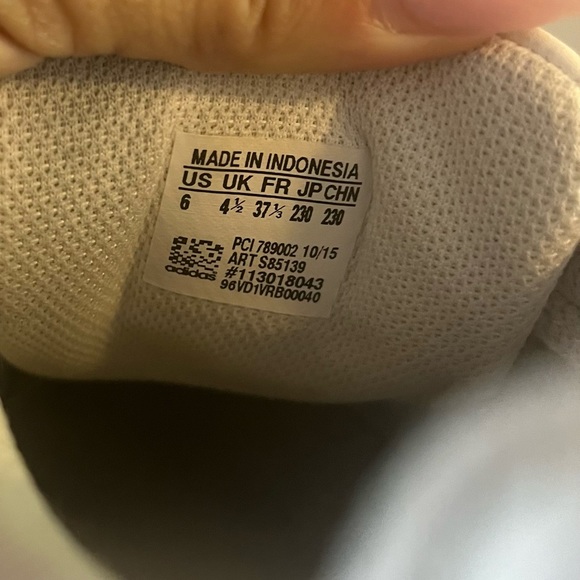 MADE IN INDONESIA
US UK FR JP CHN
6 4½ 37⅓ 230 230
PCI 789002 10/15
ART S85139
adidas #113018043
96VD1VRB00040